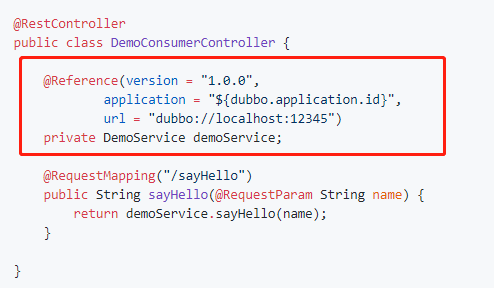 @RestController
public class DemoConsumerController {
@Reference(version = "1.0.0",
application = "${dubbo.application.id}",
url = "dubbo://localhost:12345")
private DemoService demoService;
@RequestMapping("/sayHello")
public String sayHello(@RequestParam String name) {
return demoService.sayHello(name);
}
}